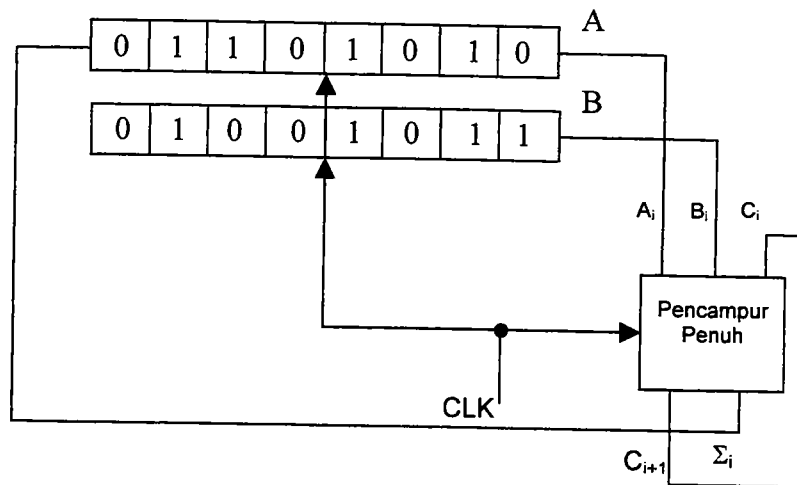 A
0 1 1 0 1 0 1 0
B
0 1 0 0 1 0 1 1
Aᵢ Bᵢ Cᵢ
Pencampur
Penuh
CLK
Cᵢ₊₁ Σᵢ